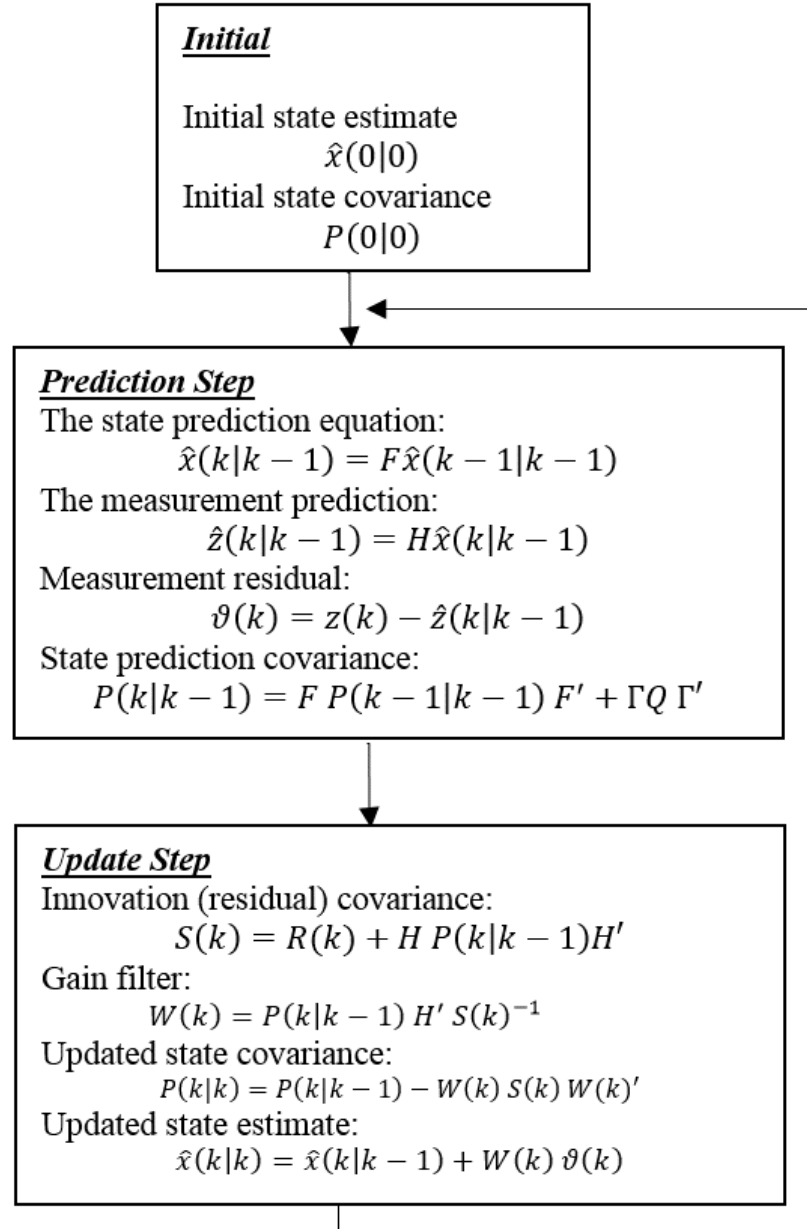 Initial
Initial state estimate
x̂(0|0)
Initial state covariance
P(0|0)
Prediction Step
The state prediction equation:
x̂(k|k − 1) = Fx̂(k − 1|k − 1)
The measurement prediction:
ẑ(k|k − 1) = Hx̂(k|k − 1)
Measurement residual:
ϑ(k) = z(k) − ẑ(k|k − 1)
State prediction covariance:
P(k|k − 1) = F P(k − 1|k − 1) F′ + ΓQ Γ′
Update Step
Innovation (residual) covariance:
S(k) = R(k) + H P(k|k − 1)H′
Gain filter:
W(k) = P(k|k − 1) H′ S(k)⁻¹
Updated state covariance:
P(k|k) = P(k|k − 1) − W(k) S(k) W(k)′
Updated state estimate:
x̂(k|k) = x̂(k|k − 1) + W(k) ϑ(k)